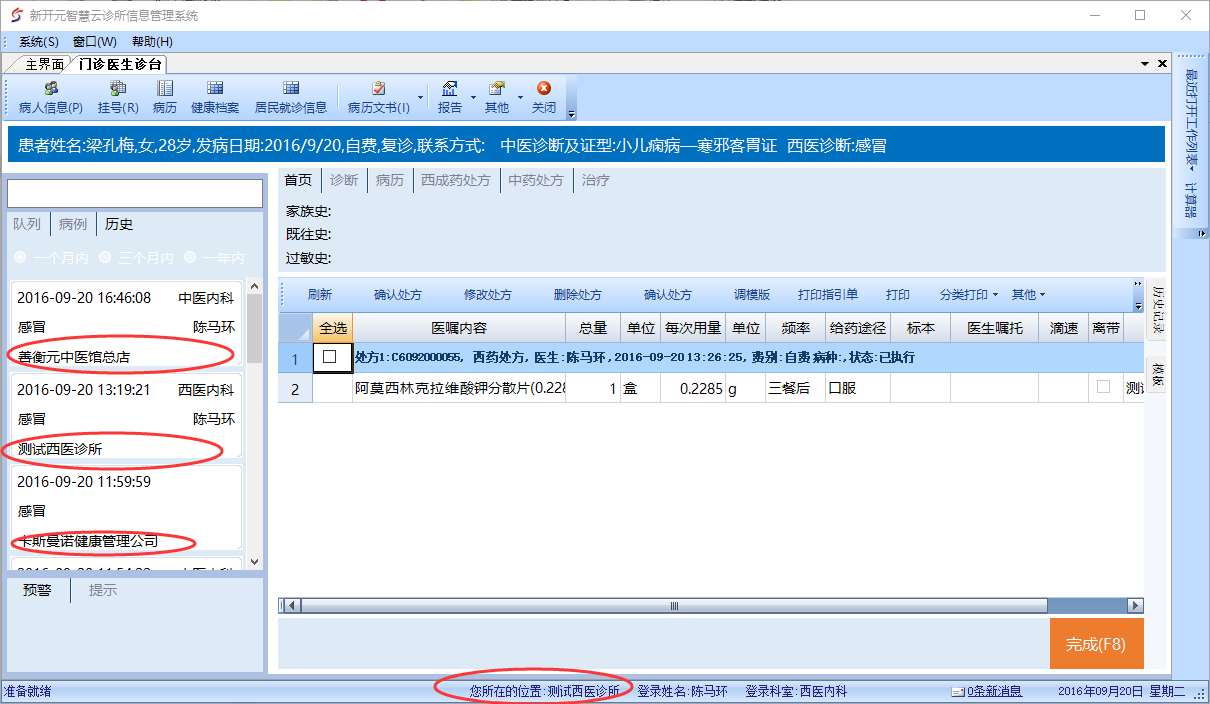 新开元智慧云诊所信息管理系统
系统(S) 窗口(W) 帮助(H)
主界面 门诊医生诊台
病人信息(P) 挂号(R) 病历 健康档案 居民就诊信息 病历文书(I) 报告 其他 关闭
患者姓名:梁孔梅,女,28岁,发病日期:2016/9/20,自费,复诊,联系方式: 中医诊断及证型:小儿痫病—寒邪客胃证 西医诊断:感冒
队列 病例 历史
一个月内 三个月内 一年内
2016-09-20 16:46:08 中医内科
感冒 陈马环
善衡元中医馆总店
2016-09-20 13:19:21 西医内科
感冒 陈马环
测试西医诊所
2016-09-20 11:59:59
感冒
卡斯曼诺健康管理公司
预警 提示
首页 诊断 病历 西成药处方 中药处方 治疗
家族史:
既往史:
过敏史:
刷新 确认处方 修改处方 删除处方 确认处方 调模版 打印指引单 打印 分类打印 其他
全选 医嘱内容 总量 单位 每次用量 单位 频率 给药途径 标本 医生嘱托 滴速 离带
1 处方1:C6092000055, 西药处方, 医生:陈马环, 2016-09-20 13:26:25, 费别:自费 病种:, 状态:已执行
2 阿莫西林克拉维酸钾分散片(0.228 1 盒 0.2285 g 三餐后 口服 测试
完成(F8)
历史记录
模板
最近打开工作列表
计算器
准备就绪 您所在的位置:测试西医诊所 登录姓名:陈马环 登录科室:西医内科 0条新消息 2016年09月20日 星期二